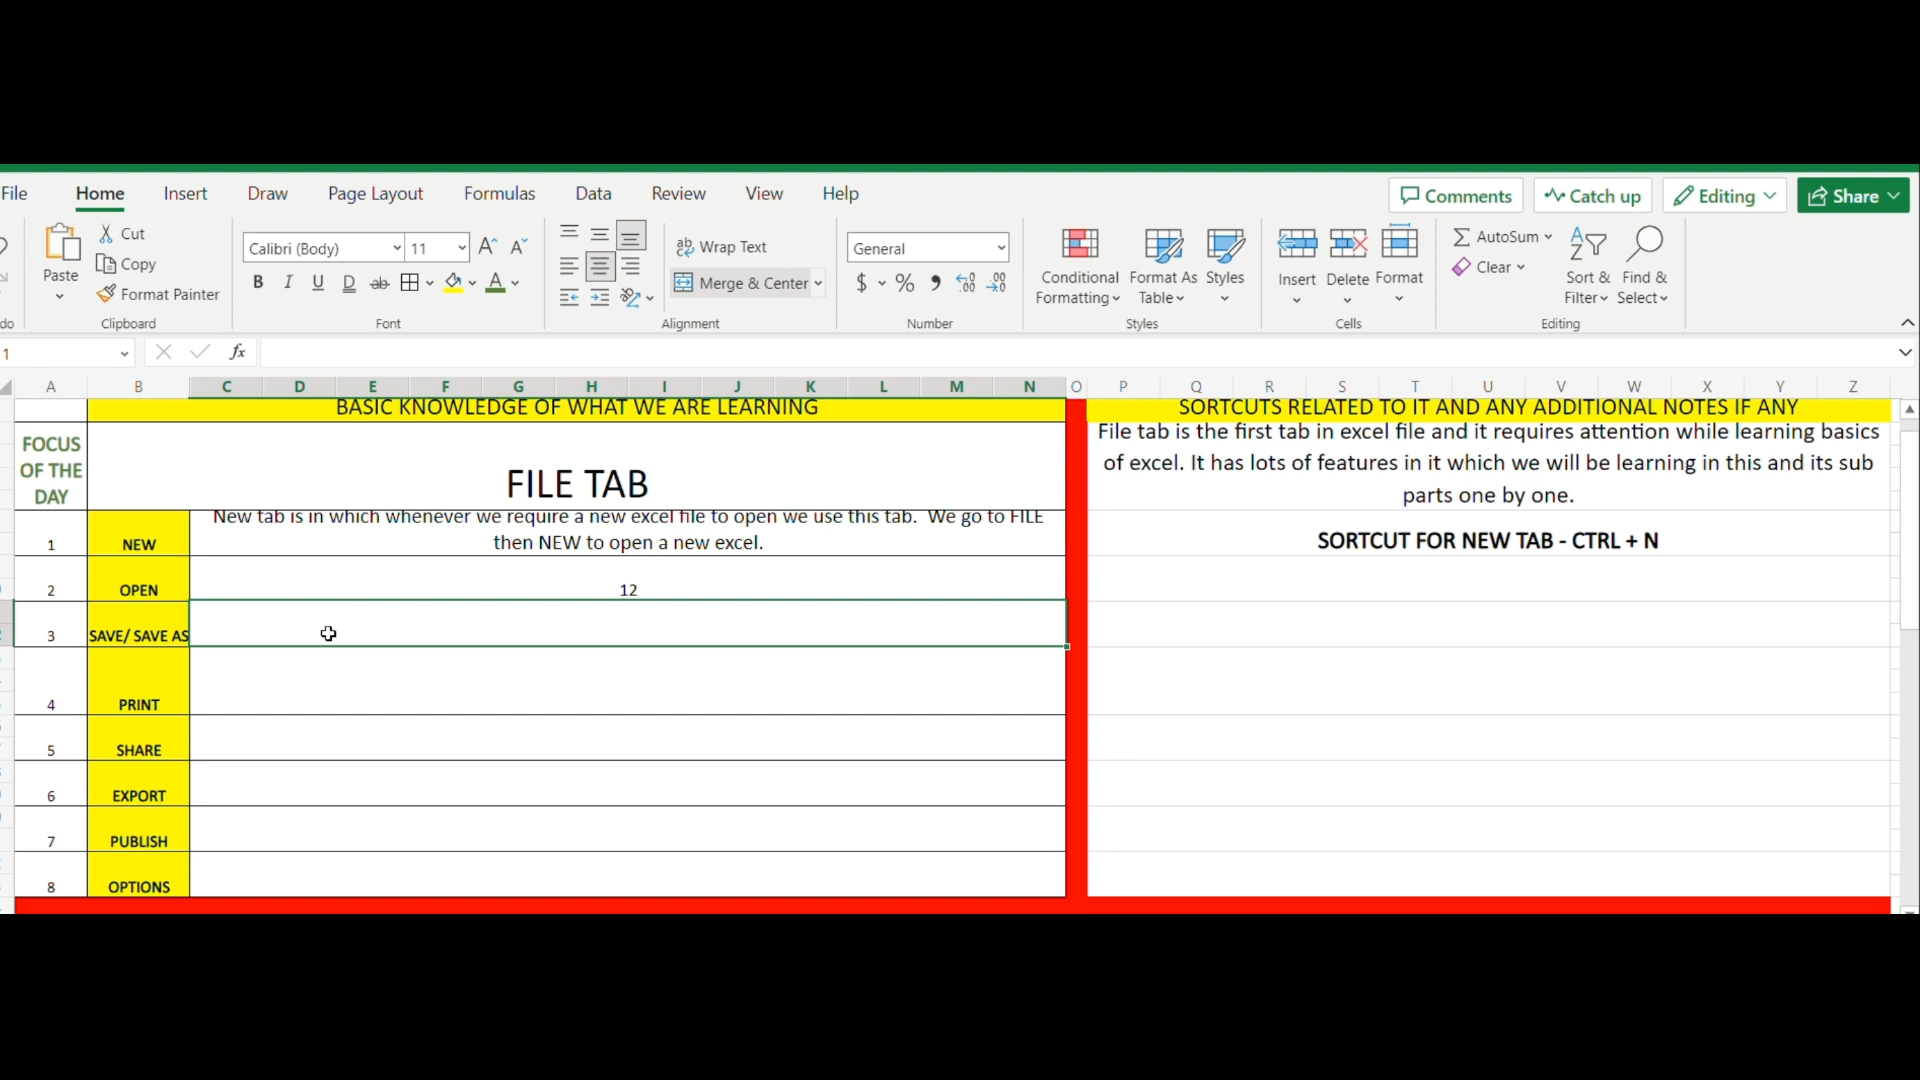 File Home Insert Draw Page Layout Formulas Data Review View Help Comments Catch up Editing Share
Paste Cut Copy Format Painter Clipboard
Calibri (Body) 11 B I U D ab A Font
ab Wrap Text Merge & Center Alignment
General $ % Number
Conditional Formatting Format As Table Styles Styles
Insert Delete Format Cells
AutoSum Clear Sort & Filter Find & Select Editing
do
1 fx
A B C D E F G H I J K L M N O P Q R S T U V W X Y Z
BASIC KNOWLEDGE OF WHAT WE ARE LEARNING
SORTCUTS RELATED TO IT AND ANY ADDITIONAL NOTES IF ANY
FOCUS
OF THE
DAY
FILE TAB
File tab is the first tab in excel file and it requires attention while learning basics
of excel. It has lots of features in it which we will be learning in this and its sub
parts one by one.
1 NEW
New tab is in which whenever we require a new excel file to open we use this tab. We go to FILE
then NEW to open a new excel.
SORTCUT FOR NEW TAB - CTRL + N
2 OPEN 12
3 SAVE/ SAVE AS
4 PRINT
5 SHARE
6 EXPORT
7 PUBLISH
8 OPTIONS